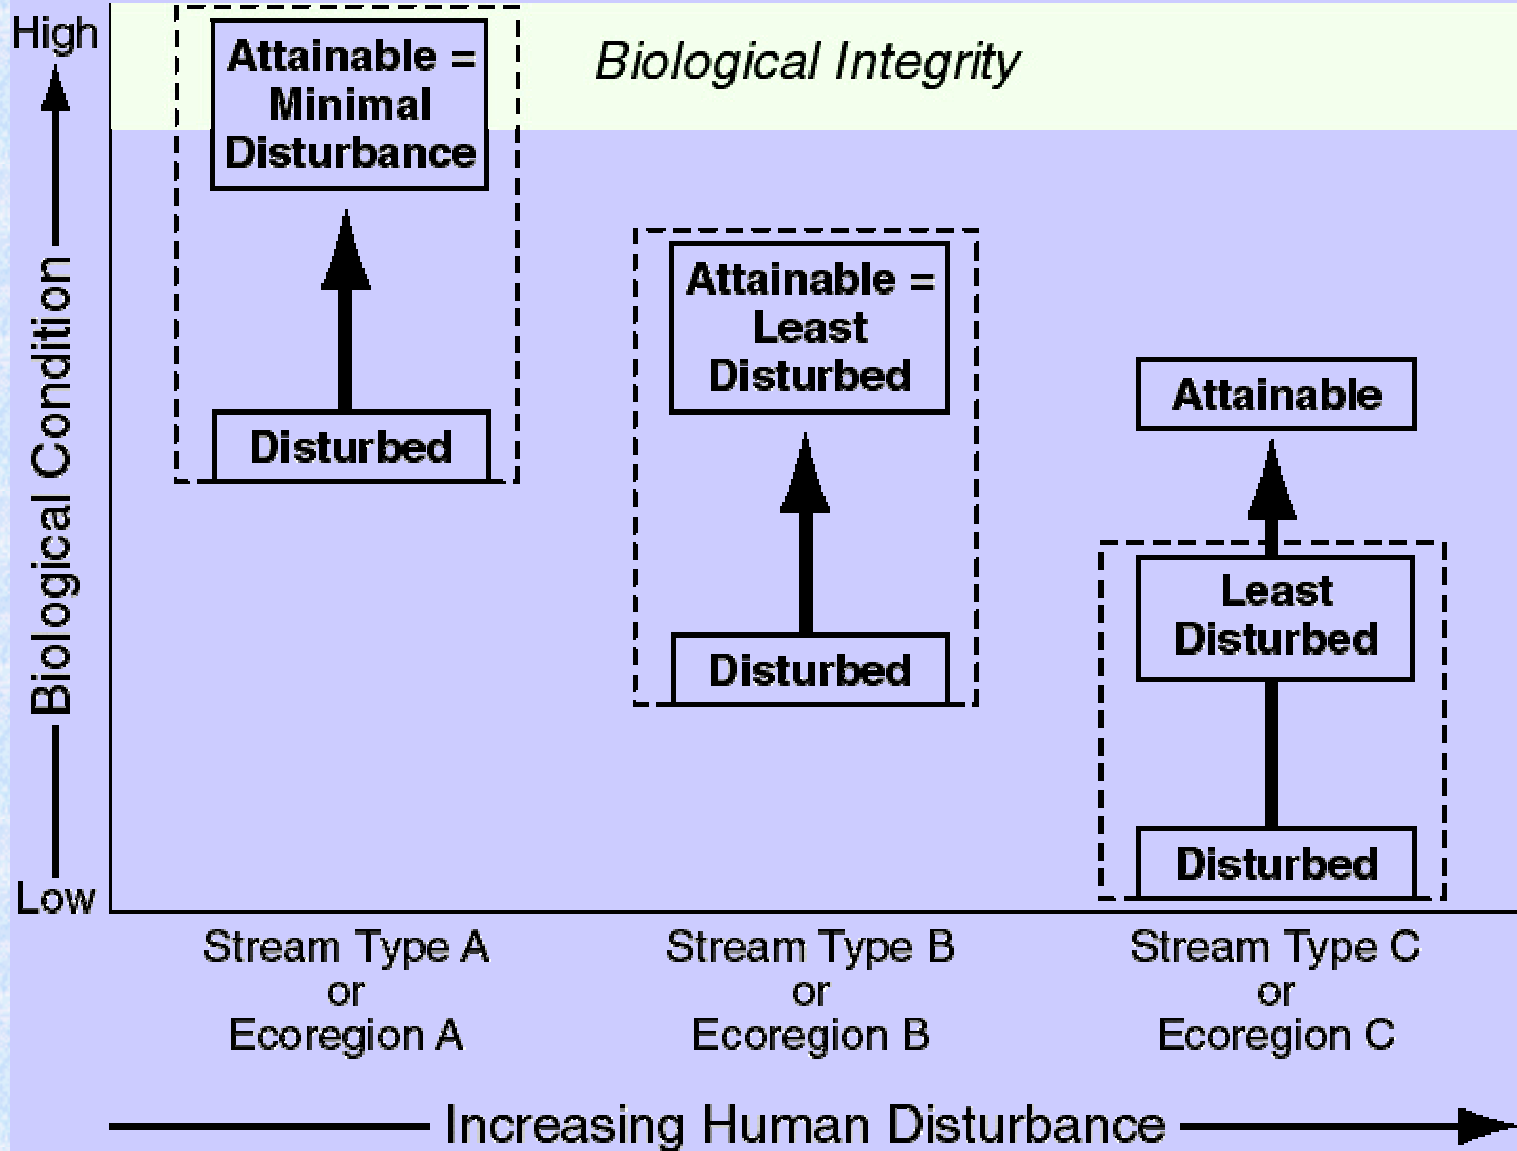 High
Biological Condition
Low
Biological Integrity
Attainable =
Minimal
Disturbance
Disturbed
Attainable =
Least
Disturbed
Disturbed
Attainable
Least
Disturbed
Disturbed
Stream Type A
or
Ecoregion A
Stream Type B
or
Ecoregion B
Stream Type C
or
Ecoregion C
Increasing Human Disturbance